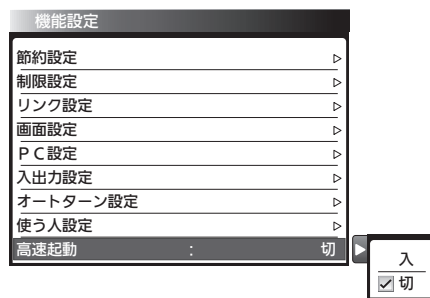 機能設定
節約設定
制限設定
リンク設定
画面設定
ＰＣ設定
入出力設定
オートターン設定
使う人設定
高速起動 : 切
入
切